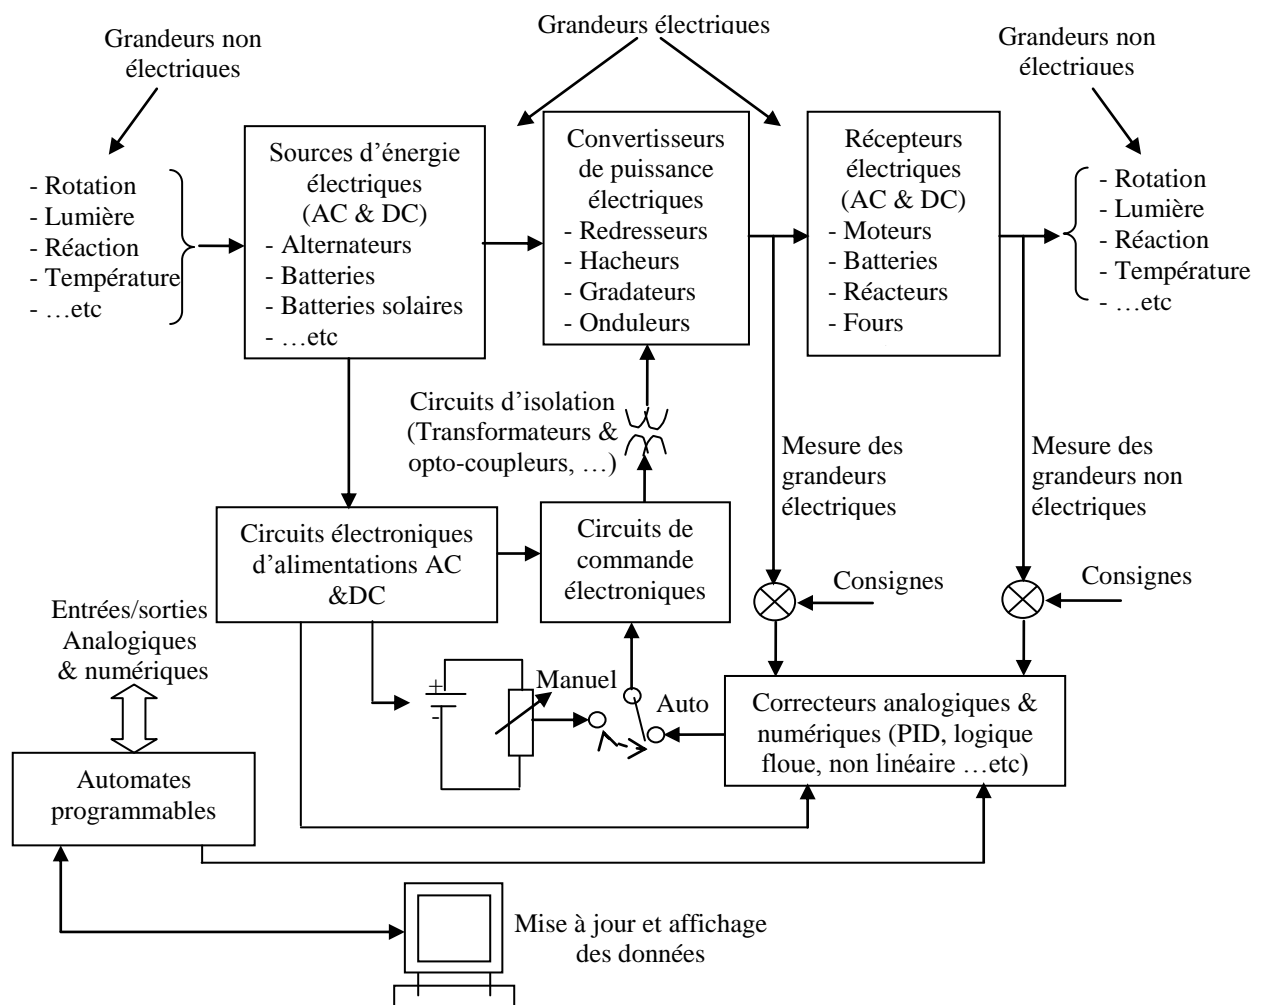 Grandeurs non
électriques
Grandeurs électriques
Grandeurs non
électriques
- Rotation
- Lumière
- Réaction
- Température
- …etc
Sources d’énergie
électriques
(AC & DC)
- Alternateurs
- Batteries
- Batteries solaires
- …etc
Convertisseurs
de puissance
électriques
- Redresseurs
- Hacheurs
- Gradateurs
- Onduleurs
Récepteurs
électriques
(AC & DC)
- Moteurs
- Batteries
- Réacteurs
- Fours
- Rotation
- Lumière
- Réaction
- Température
- …etc
Circuits d’isolation
(Transformateurs &
opto-coupleurs, …)
Mesure des
grandeurs
électriques
Mesure des
grandeurs non
électriques
Circuits électroniques
d’alimentations AC
&DC
Circuits de
commande
électroniques
Consignes
Consignes
Entrées/sorties
Analogiques
& numériques
+
-
Manuel
Auto
Correcteurs analogiques &
numériques (PID, logique
floue, non linéaire …etc)
Automates
programmables
Mise à jour et affichage
des données